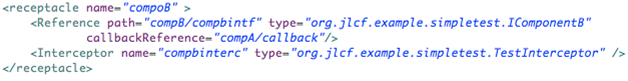 <receptacle name="compoB" >
<Reference path="compB/compbintf" type="org.jlcf.example.simpletest.IComponentB"
callbackReference="compA/callback"/>
<Interceptor name="compbinterc" type="org.jlcf.example.simpletest.TestInterceptor" />
</receptacle>